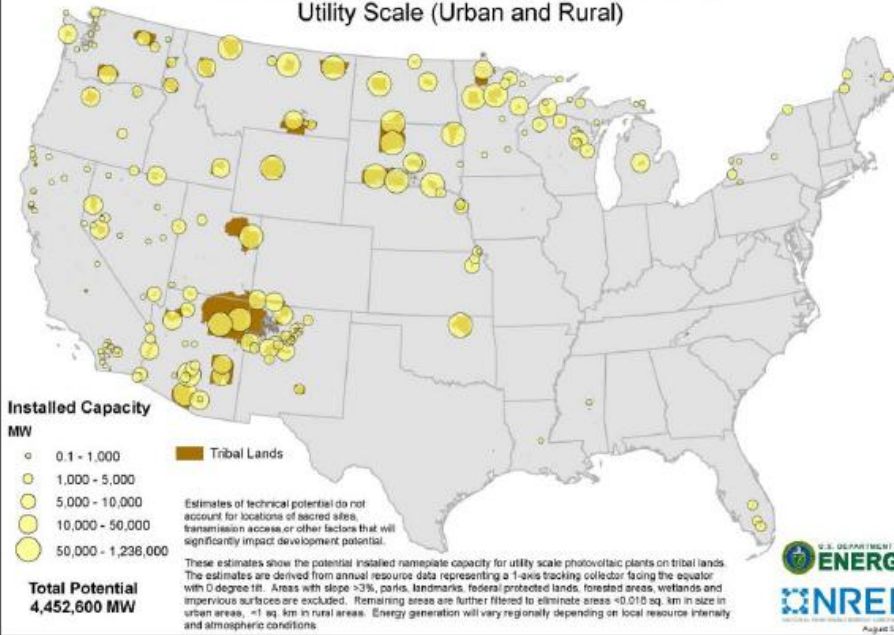 Utility Scale (Urban and Rural)
Installed Capacity
MW
0.1 - 1,000
1,000 - 5,000
5,000 - 10,000
10,000 - 50,000
50,000 - 1,236,000
Tribal Lands
Total Potential
4,452,600 MW
Estimates of technical potential do not
account for locations of sacred sites,
transmission access, or other factors that will
significantly impact development potential.
These estimates show the potential installed nameplate capacity for utility scale photovoltaic plants on tribal lands.
The estimates are derived from annual resource data representing a 1-axis tracking collector facing the equator
with 0 degree tilt. Areas with slope >3%, parks, landmarks, federal protected lands, forested areas, wetlands and
impervious surfaces are excluded. Remaining areas are further filtered to eliminate areas <0.018 sq. km in size in
urban areas, <1 sq. km in rural areas. Energy generation will vary regionally depending on local resource intensity
and atmospheric conditions
U.S. DEPARTMENT
ENERG
NREL
August